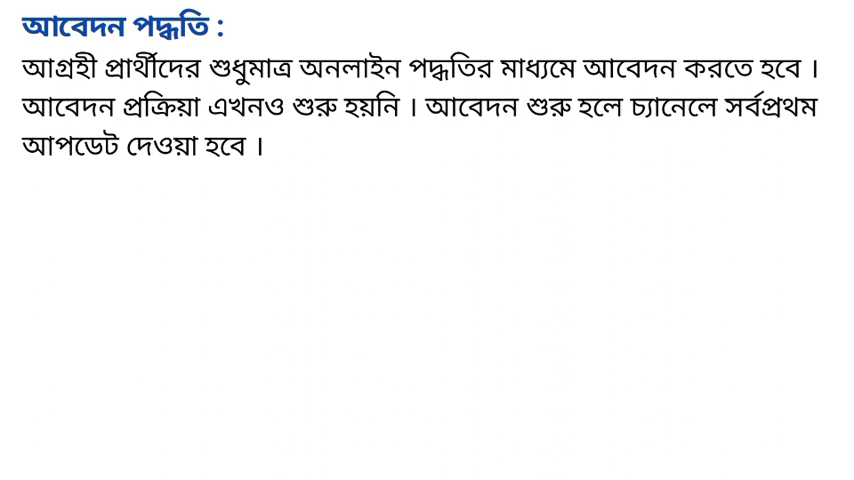 আবেদন পদ্ধতি :
আগ্রহী প্রার্থীদের শুধুমাত্র অনলাইন পদ্ধতির মাধ্যমে আবেদন করতে হবে ।
আবেদন প্রক্রিয়া এখনও শুরু হয়নি । আবেদন শুরু হলে চ্যানেলে সর্বপ্রথম
আপডেট দেওয়া হবে ।